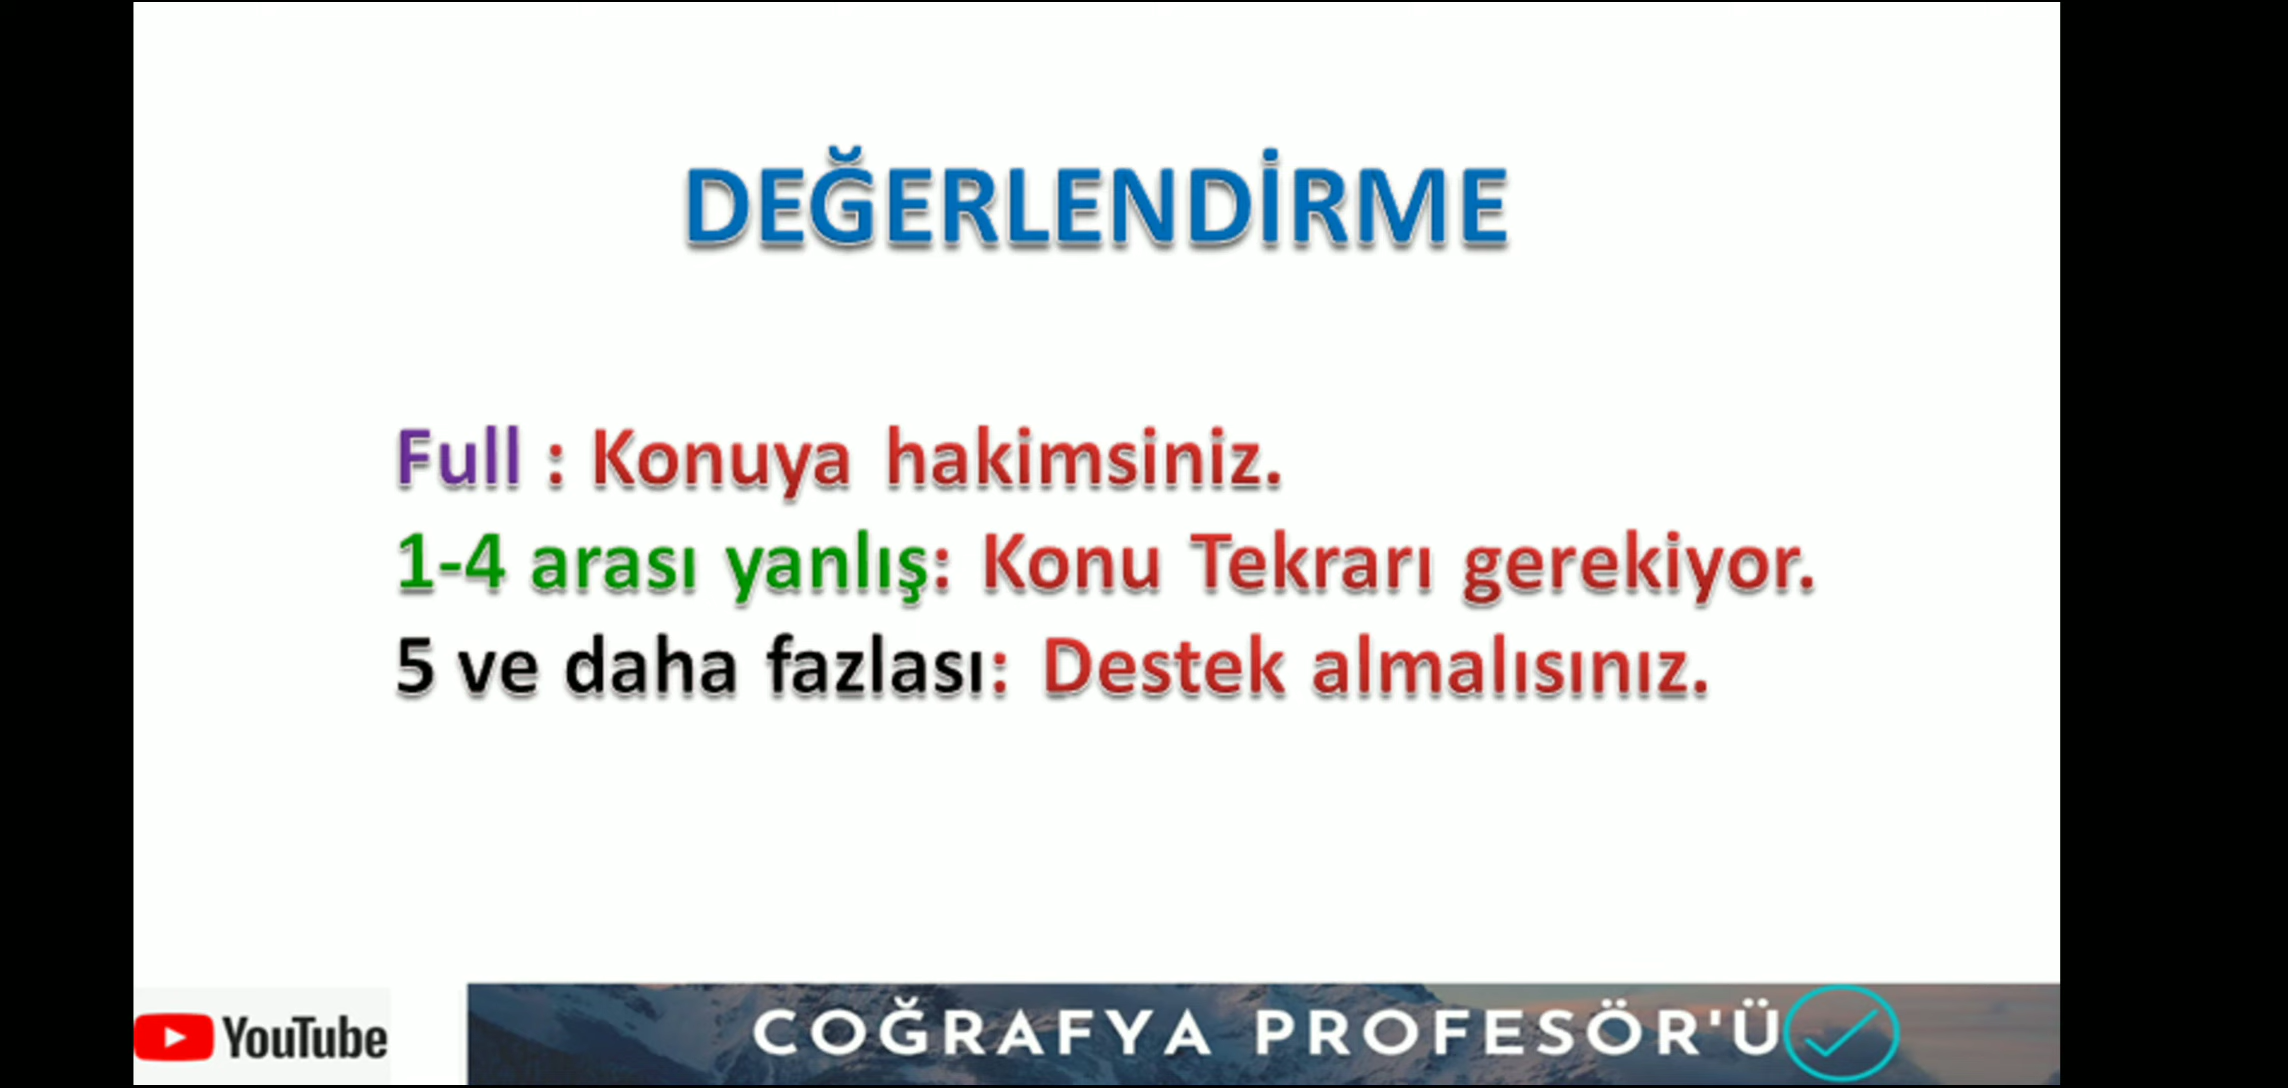 DEĞERLENDİRME
Full : Konuya hakimsiniz.
1-4 arası yanlış: Konu Tekrarı gerekiyor.
5 ve daha fazlası: Destek almalısınız.
YouTube
COĞRAFYA PROFESÖR'Ü